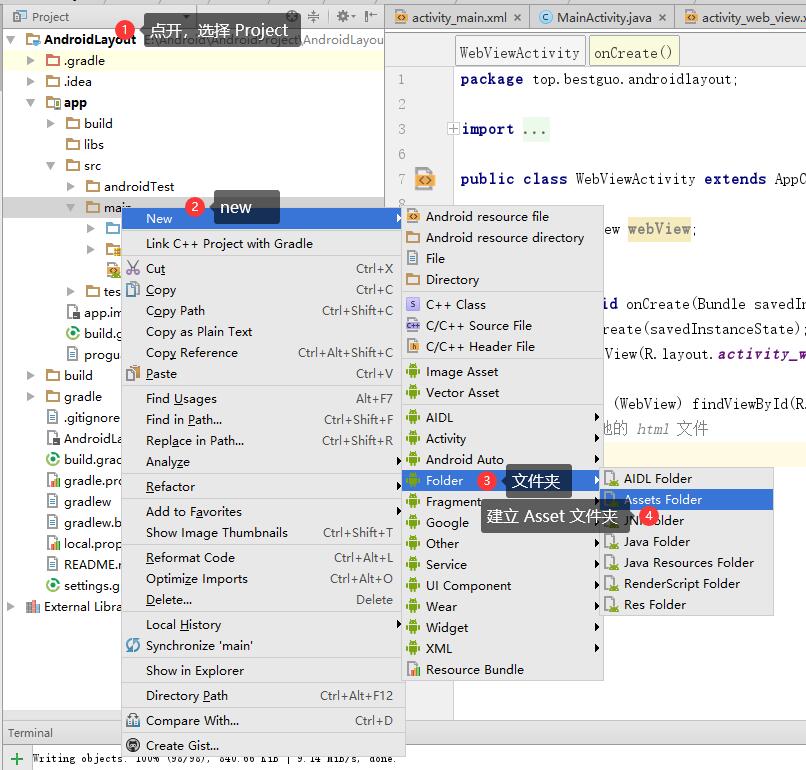 Project
activity_main.xml
MainActivity.java
activity_web_view.
1
点开，选择 Project
AndroidLayout
E:\Android\AndroidProject\AndroidLayou
.gradle
.idea
app
build
libs
src
androidTest
main
tes
app.im
build.g
progua
build
gradle
.gitignore
AndroidLa
build.grac
gradle.pro
gradlew
gradlew.b
local.prop
README.m
settings.g
External Libra
2
new
New
Link C++ Project with Gradle
Cut Ctrl+X
Copy Ctrl+C
Copy Path Ctrl+Shift+C
Copy as Plain Text
Copy Reference Ctrl+Alt+Shift+C
Paste Ctrl+V
Find Usages Alt+F7
Find in Path... Ctrl+Shift+F
Replace in Path... Ctrl+Shift+R
Analyze
Refactor
Add to Favorites
Show Image Thumbnails Ctrl+Shift+T
Reformat Code Ctrl+Alt+L
Optimize Imports Ctrl+Alt+O
Delete... Delete
Local History
Synchronize 'main'
Show in Explorer
Directory Path Ctrl+Alt+F12
Compare With... Ctrl+D
Create Gist...
Android resource file
Android resource directory
File
Directory
C++ Class
C/C++ Source File
C/C++ Header File
Image Asset
Vector Asset
AIDL
Activity
Android Auto
Folder
3
文件夹
Fragment
Google
Other
Service
UI Component
Wear
Widget
XML
Resource Bundle
建立 Asset 文件夹
4
AIDL Folder
Assets Folder
JNI Folder
Java Folder
Java Resources Folder
RenderScript Folder
Res Folder
WebViewActivity
onCreate()
1 package top.bestguo.androidlayout;
2
3 import ...
6
7 public class WebViewActivity extends AppC
8
ew webView;
id onCreate(Bundle savedIn
reate(savedInstanceState);
View(R.layout.activity_w
(WebView) findViewById(R.
地的 html 文件
Terminal
Writing objects: 100% (98/98), 840.66 KiB | 9.14 MiB/s, done.